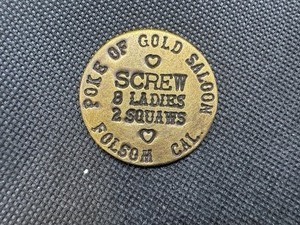 POKE OF GOLD SALOON
SCREW
8 LADIES
2 SQUAWS
FOLSOM CAL.